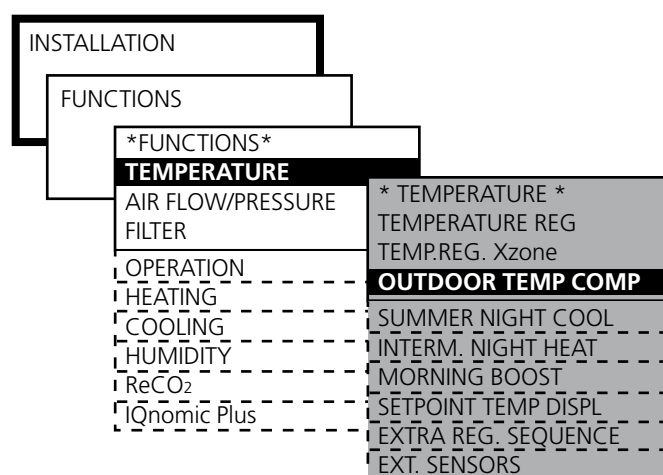 INSTALLATION
FUNCTIONS
*FUNCTIONS*
TEMPERATURE
AIR FLOW/PRESSURE
FILTER
OPERATION
HEATING
COOLING
HUMIDITY
ReCO2
IQnomic Plus
* TEMPERATURE *
TEMPERATURE REG
TEMP.REG. Xzone
OUTDOOR TEMP COMP
SUMMER NIGHT COOL
INTERM. NIGHT HEAT
MORNING BOOST
SETPOINT TEMP DISPL
EXTRA REG. SEQUENCE
EXT. SENSORS